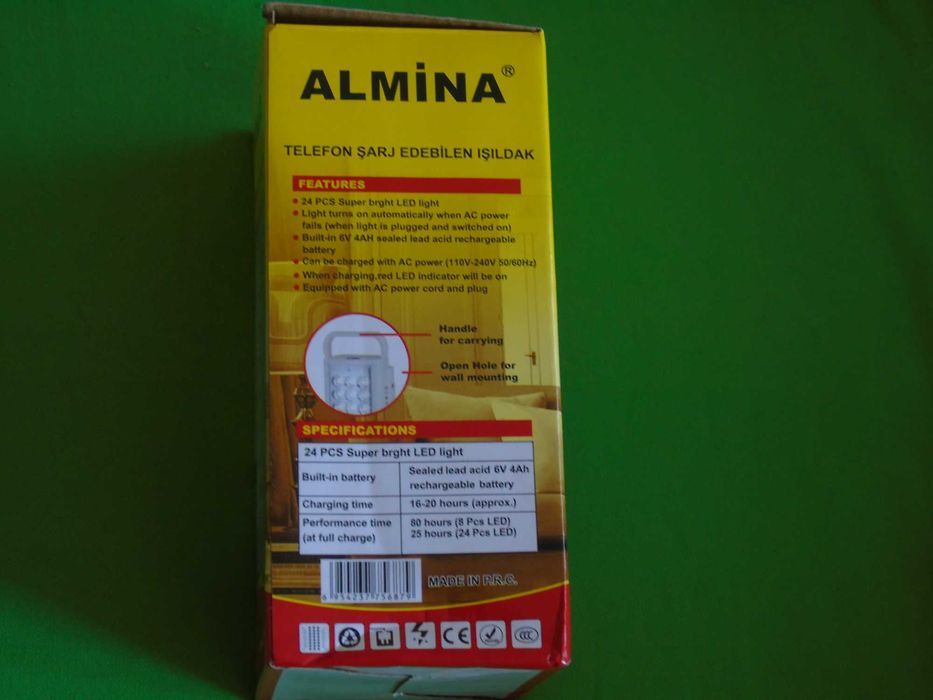 ALMİNA®
TELEFON ŞARJ EDEBİLEN IŞILDAK
FEATURES
• 24 PCS Super brght LED light
• Light turns on automatically when AC power
fails (when light is plugged and switched on)
• Built-in 6V 4AH sealed lead acid rechargeable
battery
• Can be charged with AC power (110V-240V 50/60Hz)
• When charging,red LED indicator will be on
• Equipped with AC power cord and plug
Handle
for carrying
Open Hole for
wall mounting
SPECIFICATIONS
24 PCS Super brght LED light
Built-in battery
Sealed lead acid 6V 4Ah
rechargeable battery
Charging time
16-20 hours (approx.)
Performance time
(at full charge)
80 hours (8 Pcs LED)
25 hours (24 Pcs LED)
6 954237 756879
MADE IN P.R.C.
CE
CCC